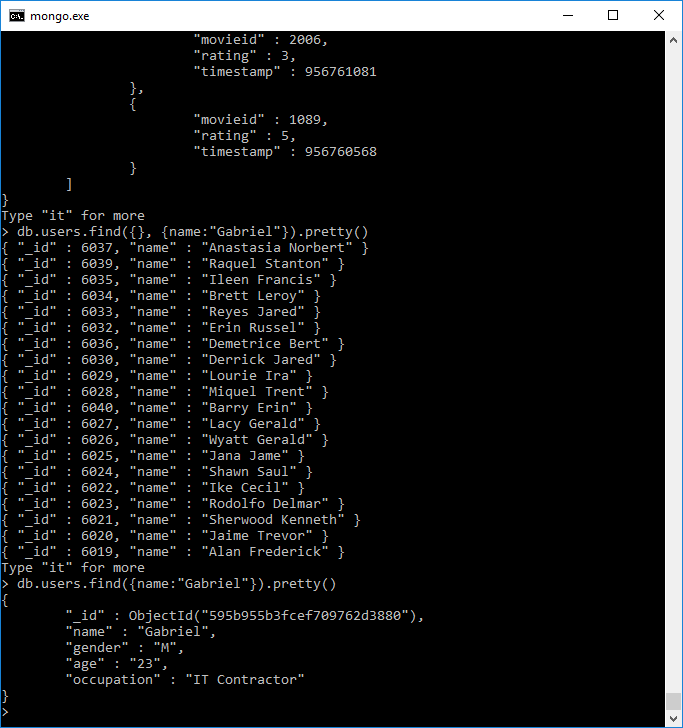 mongo.exe
"movieid" : 2006,
"rating" : 3,
"timestamp" : 956761081
},
{
"movieid" : 1089,
"rating" : 5,
"timestamp" : 956760568
}
]
}
Type "it" for more
> db.users.find({}, {name:"Gabriel"}).pretty()
{ "_id" : 6037, "name" : "Anastasia Norbert" }
{ "_id" : 6039, "name" : "Raquel Stanton" }
{ "_id" : 6035, "name" : "Ileen Francis" }
{ "_id" : 6034, "name" : "Brett Leroy" }
{ "_id" : 6033, "name" : "Reyes Jared" }
{ "_id" : 6032, "name" : "Erin Russel" }
{ "_id" : 6036, "name" : "Demetrice Bert" }
{ "_id" : 6030, "name" : "Derrick Jared" }
{ "_id" : 6029, "name" : "Lourie Ira" }
{ "_id" : 6028, "name" : "Miquel Trent" }
{ "_id" : 6040, "name" : "Barry Erin" }
{ "_id" : 6027, "name" : "Lacy Gerald" }
{ "_id" : 6026, "name" : "Wyatt Gerald" }
{ "_id" : 6025, "name" : "Jana Jame" }
{ "_id" : 6024, "name" : "Shawn Saul" }
{ "_id" : 6022, "name" : "Ike Cecil" }
{ "_id" : 6023, "name" : "Rodolfo Delmar" }
{ "_id" : 6021, "name" : "Sherwood Kenneth" }
{ "_id" : 6020, "name" : "Jaime Trevor" }
{ "_id" : 6019, "name" : "Alan Frederick" }
Type "it" for more
> db.users.find({name:"Gabriel"}).pretty()
{
"_id" : ObjectId("595b955b3fcef709762d3880"),
"name" : "Gabriel",
"gender" : "M",
"age" : "23",
"occupation" : "IT Contractor"
}
>